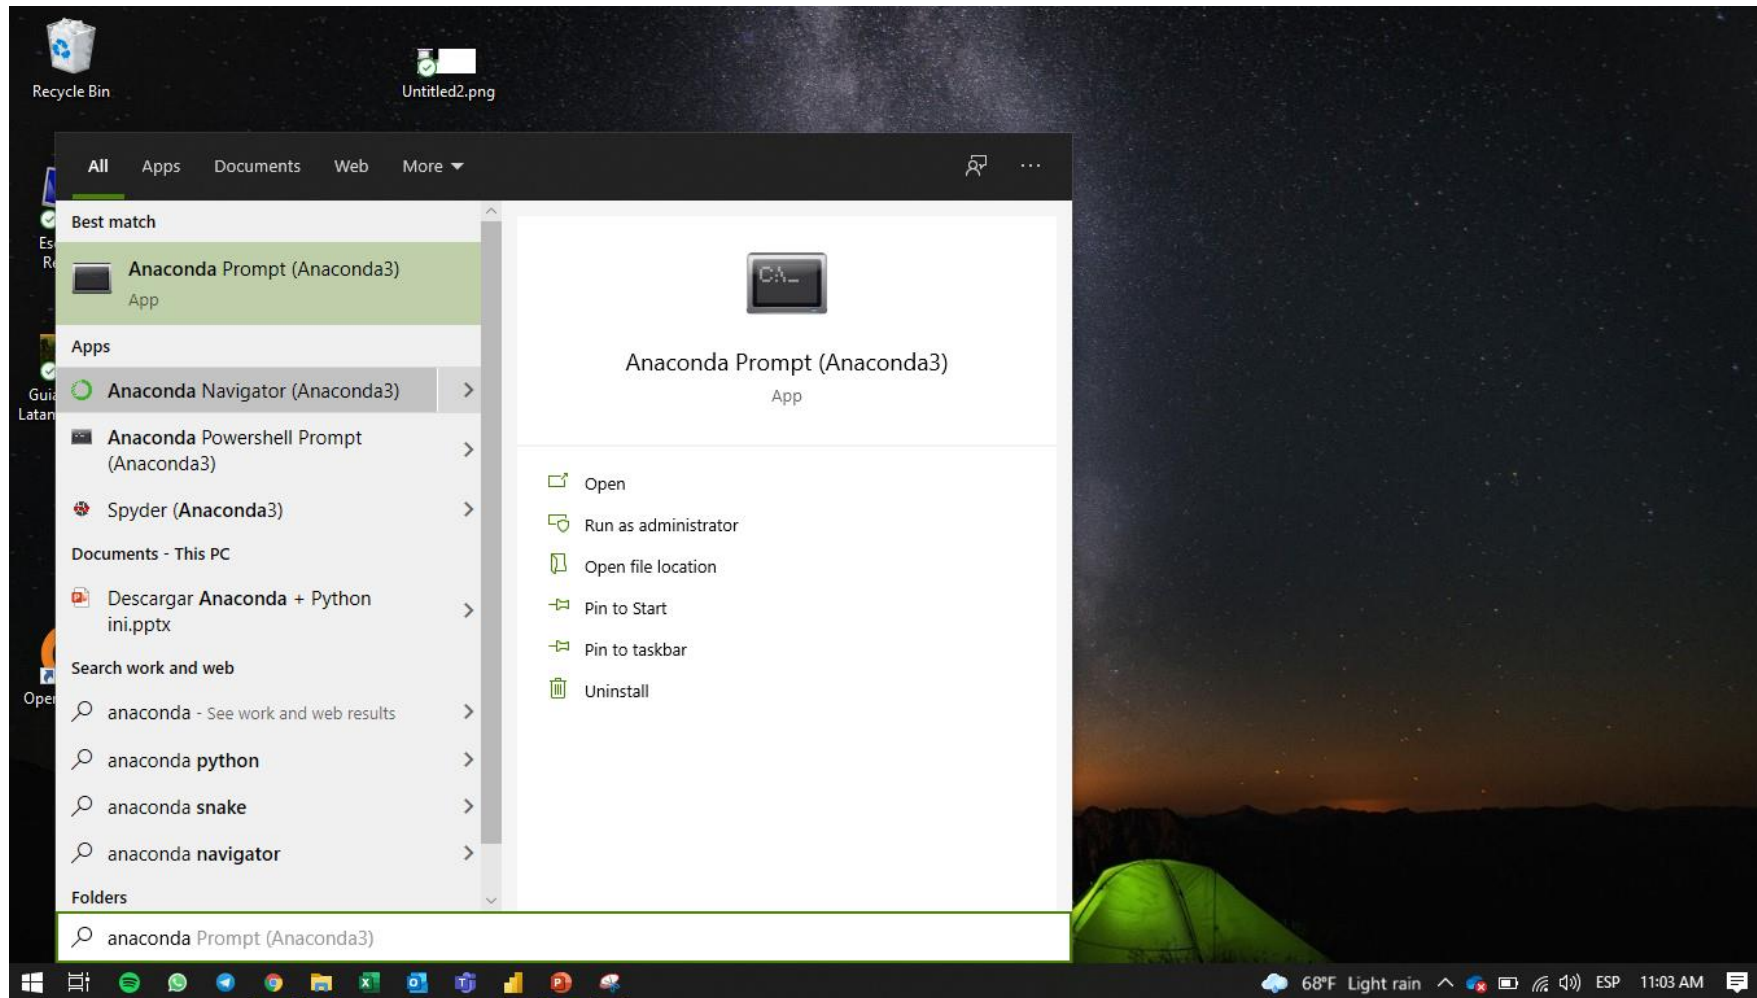 Recycle Bin
Untitled2.png
All Apps Documents Web More
Best match
Anaconda Prompt (Anaconda3)
App
Apps
Anaconda Navigator (Anaconda3)
Anaconda Powershell Prompt
(Anaconda3)
Spyder (Anaconda3)
Documents - This PC
Descargar Anaconda + Python
ini.pptx
Search work and web
anaconda - See work and web results
anaconda python
anaconda snake
anaconda navigator
Folders
anaconda Prompt (Anaconda3)
C:\_
Anaconda Prompt (Anaconda3)
App
Open
Run as administrator
Open file location
Pin to Start
Pin to taskbar
Uninstall
68°F Light rain ESP 11:03 AM